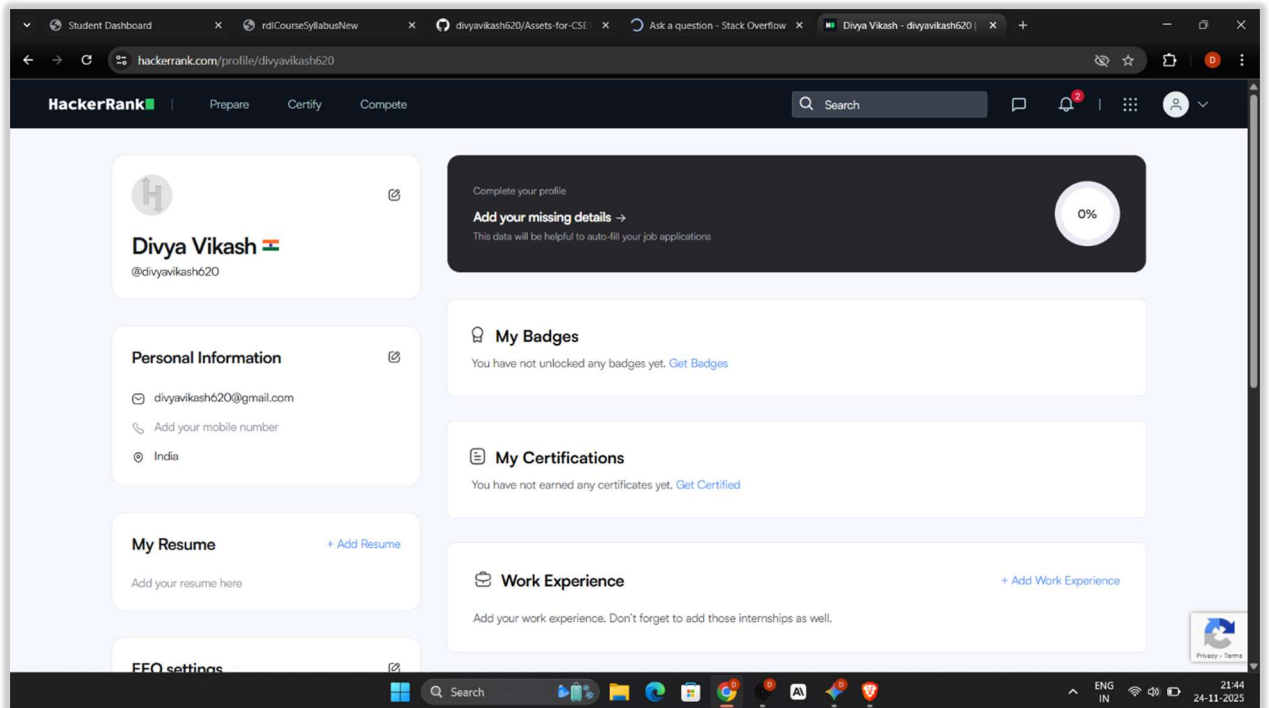 Student Dashboard
rdlCourseSyllabusNew
divyavikash620/Assets-for-CSE
Ask a question - Stack Overflow
Divya Vikash - divyavikash620 |
hackerrank.com/profile/divyavikash620
D
HackerRank
Prepare
Certify
Compete
Search
2
Divya Vikash
@divyavikash620
Complete your profile
Add your missing details →
This data will be helpful to auto-fill your job applications
0%
Personal Information
divyavikash620@gmail.com
Add your mobile number
India
My Badges
You have not unlocked any badges yet. Get Badges
My Certifications
You have not earned any certificates yet. Get Certified
My Resume
+ Add Resume
Add your resume here
Work Experience
+ Add Work Experience
Add your work experience. Don't forget to add those internships as well.
EEO settings
Privacy - Terms
Search
ENG
IN
21:44
24-11-2025